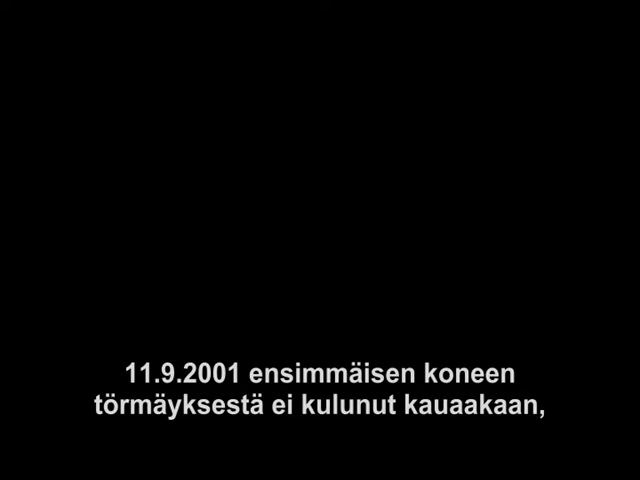 11.9.2001 ensimmäisen koneen
törmäyksestä ei kulunut kauaakaan,